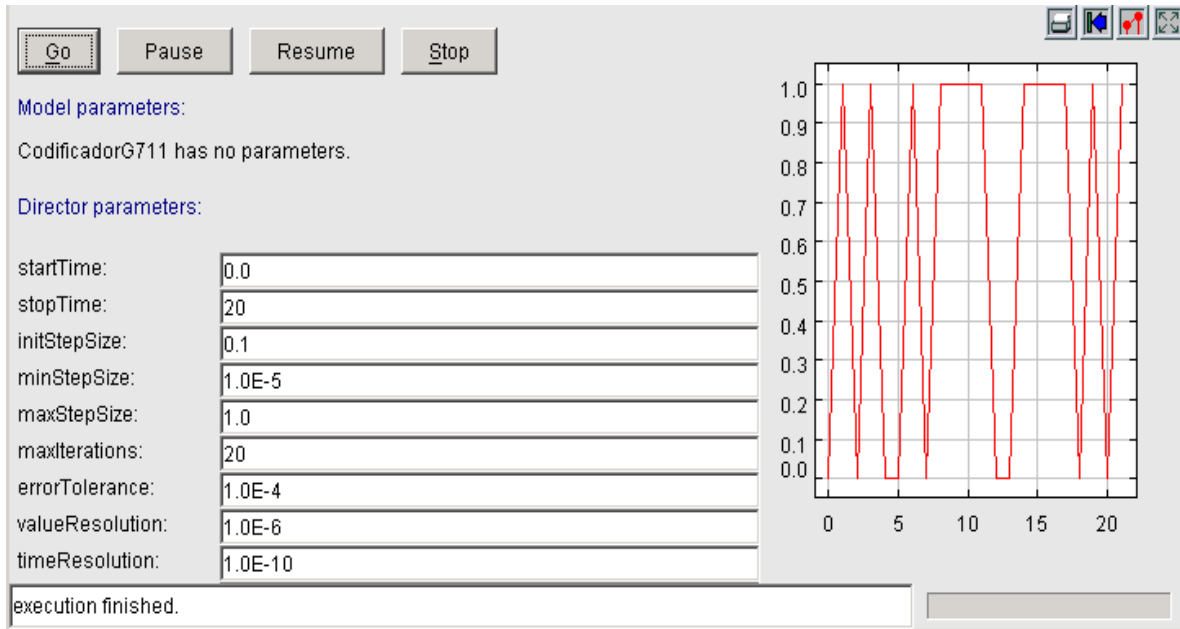 Go Pause Resume Stop
Model parameters:
CodificadorG711 has no parameters.
Director parameters:
startTime: 0.0
stopTime: 20
initStepSize: 0.1
minStepSize: 1.0E-5
maxStepSize: 1.0
maxIterations: 20
errorTolerance: 1.0E-4
valueResolution: 1.0E-6
timeResolution: 1.0E-10
execution finished.
1.0
0.9
0.8
0.7
0.6
0.5
0.4
0.3
0.2
0.1
0.0
0 5 10 15 20